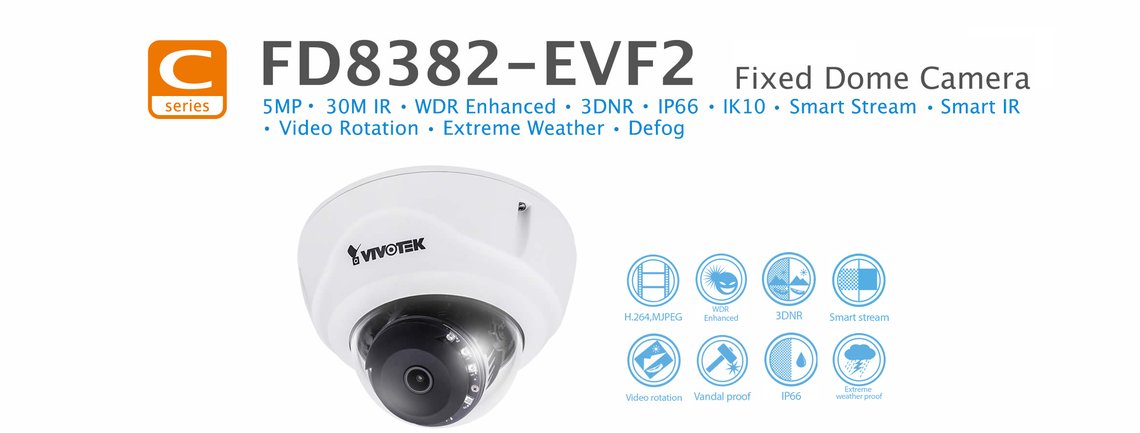 C
series
FD8382-EVF2
Fixed Dome Camera
5MP • 30M IR • WDR Enhanced • 3DNR • IP66 • IK10 • Smart Stream • Smart IR
• Video Rotation • Extreme Weather • Defog
VIVOTEK
H.264,MJPEG
WDR
Enhanced
3DNR
Smart stream
Video rotation
Vandal proof
IP66
Extreme
weather proof